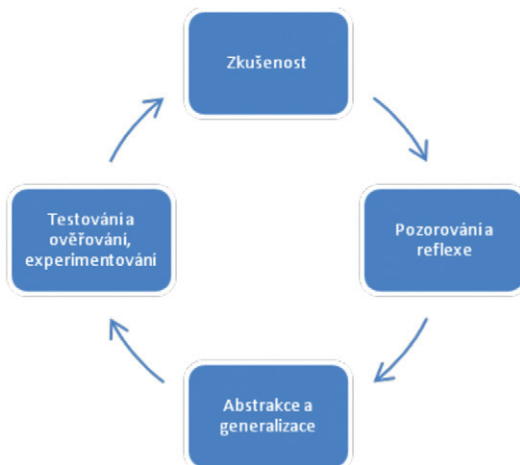 Zkušenost
Pozorování a
reflexe
Abstrakce a
generalizace
Testování a
ověřování,
experimentování